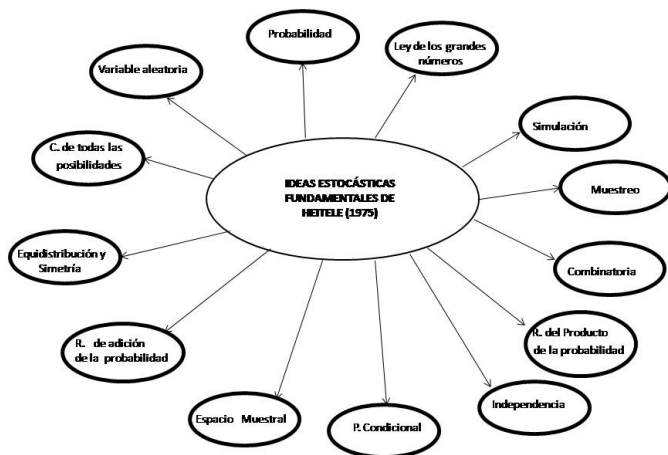 Probabilidad
Ley de los grandes
números
Variable aleatoria
Simulación
C. de todas las
posibilidades
IDEAS ESTOCÁSTICAS
FUNDAMENTALES DE
HEITELE (1975)
Muestreo
Equidistribución y
Simetría
Combinatoria
R. de adición
de la probabilidad
R. del Producto
de la probabilidad
Espacio Muestral
P. Condicional
Independencia